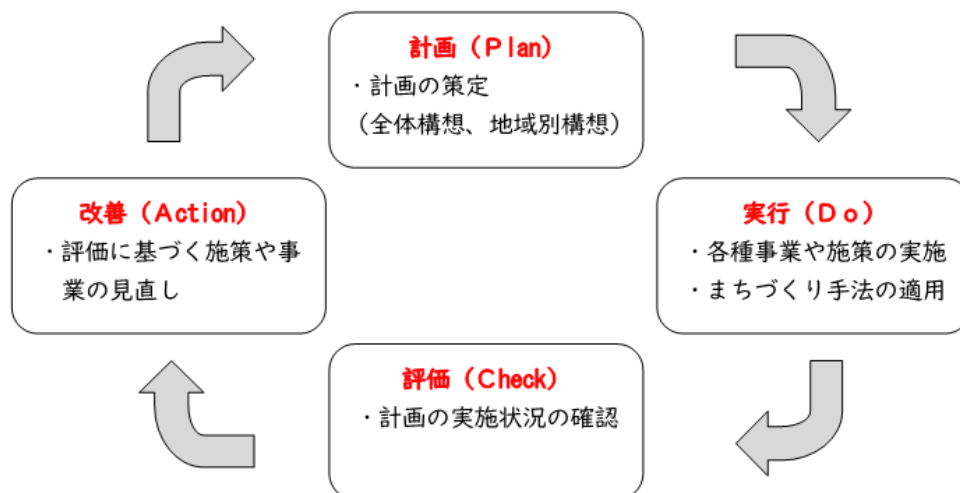 計画（Plan）
・計画の策定
（全体構想、地域別構想）
改善（Action）
・評価に基づく施策や事
業の見直し
実行（Do）
・各種事業や施策の実施
・まちづくり手法の適用
評価（Check）
・計画の実施状況の確認